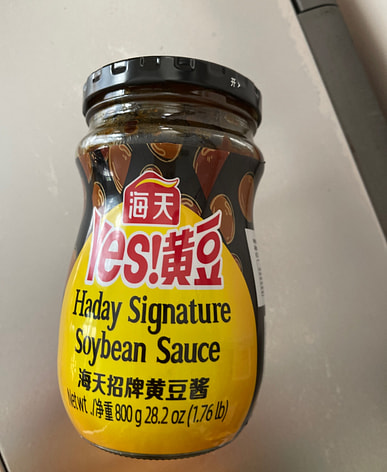 开
海天
Yes!黄豆
Haday Signature
Soybean Sauce
海天招牌黄豆酱
Net wt ./净重 800 g 28.2 oz (1.76 lb)